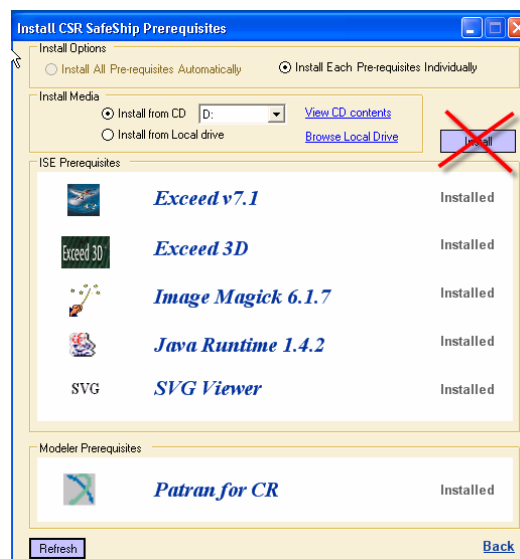 Install CSR SafeShip Prerequisites
Install Options
Install All Pre-requisites Automatically
Install Each Pre-requisites Individually
Install Media
Install from CD D: View CD contents
Install from Local drive Browse Local Drive
Install
ISE Prerequisites
Exceed v7.1 Installed
Exceed 3D Exceed 3D Installed
Image Magick 6.1.7 Installed
Java Runtime 1.4.2 Installed
SVG SVG Viewer Installed
Modeler Prerequisites
Patran for CR Installed
Refresh Back